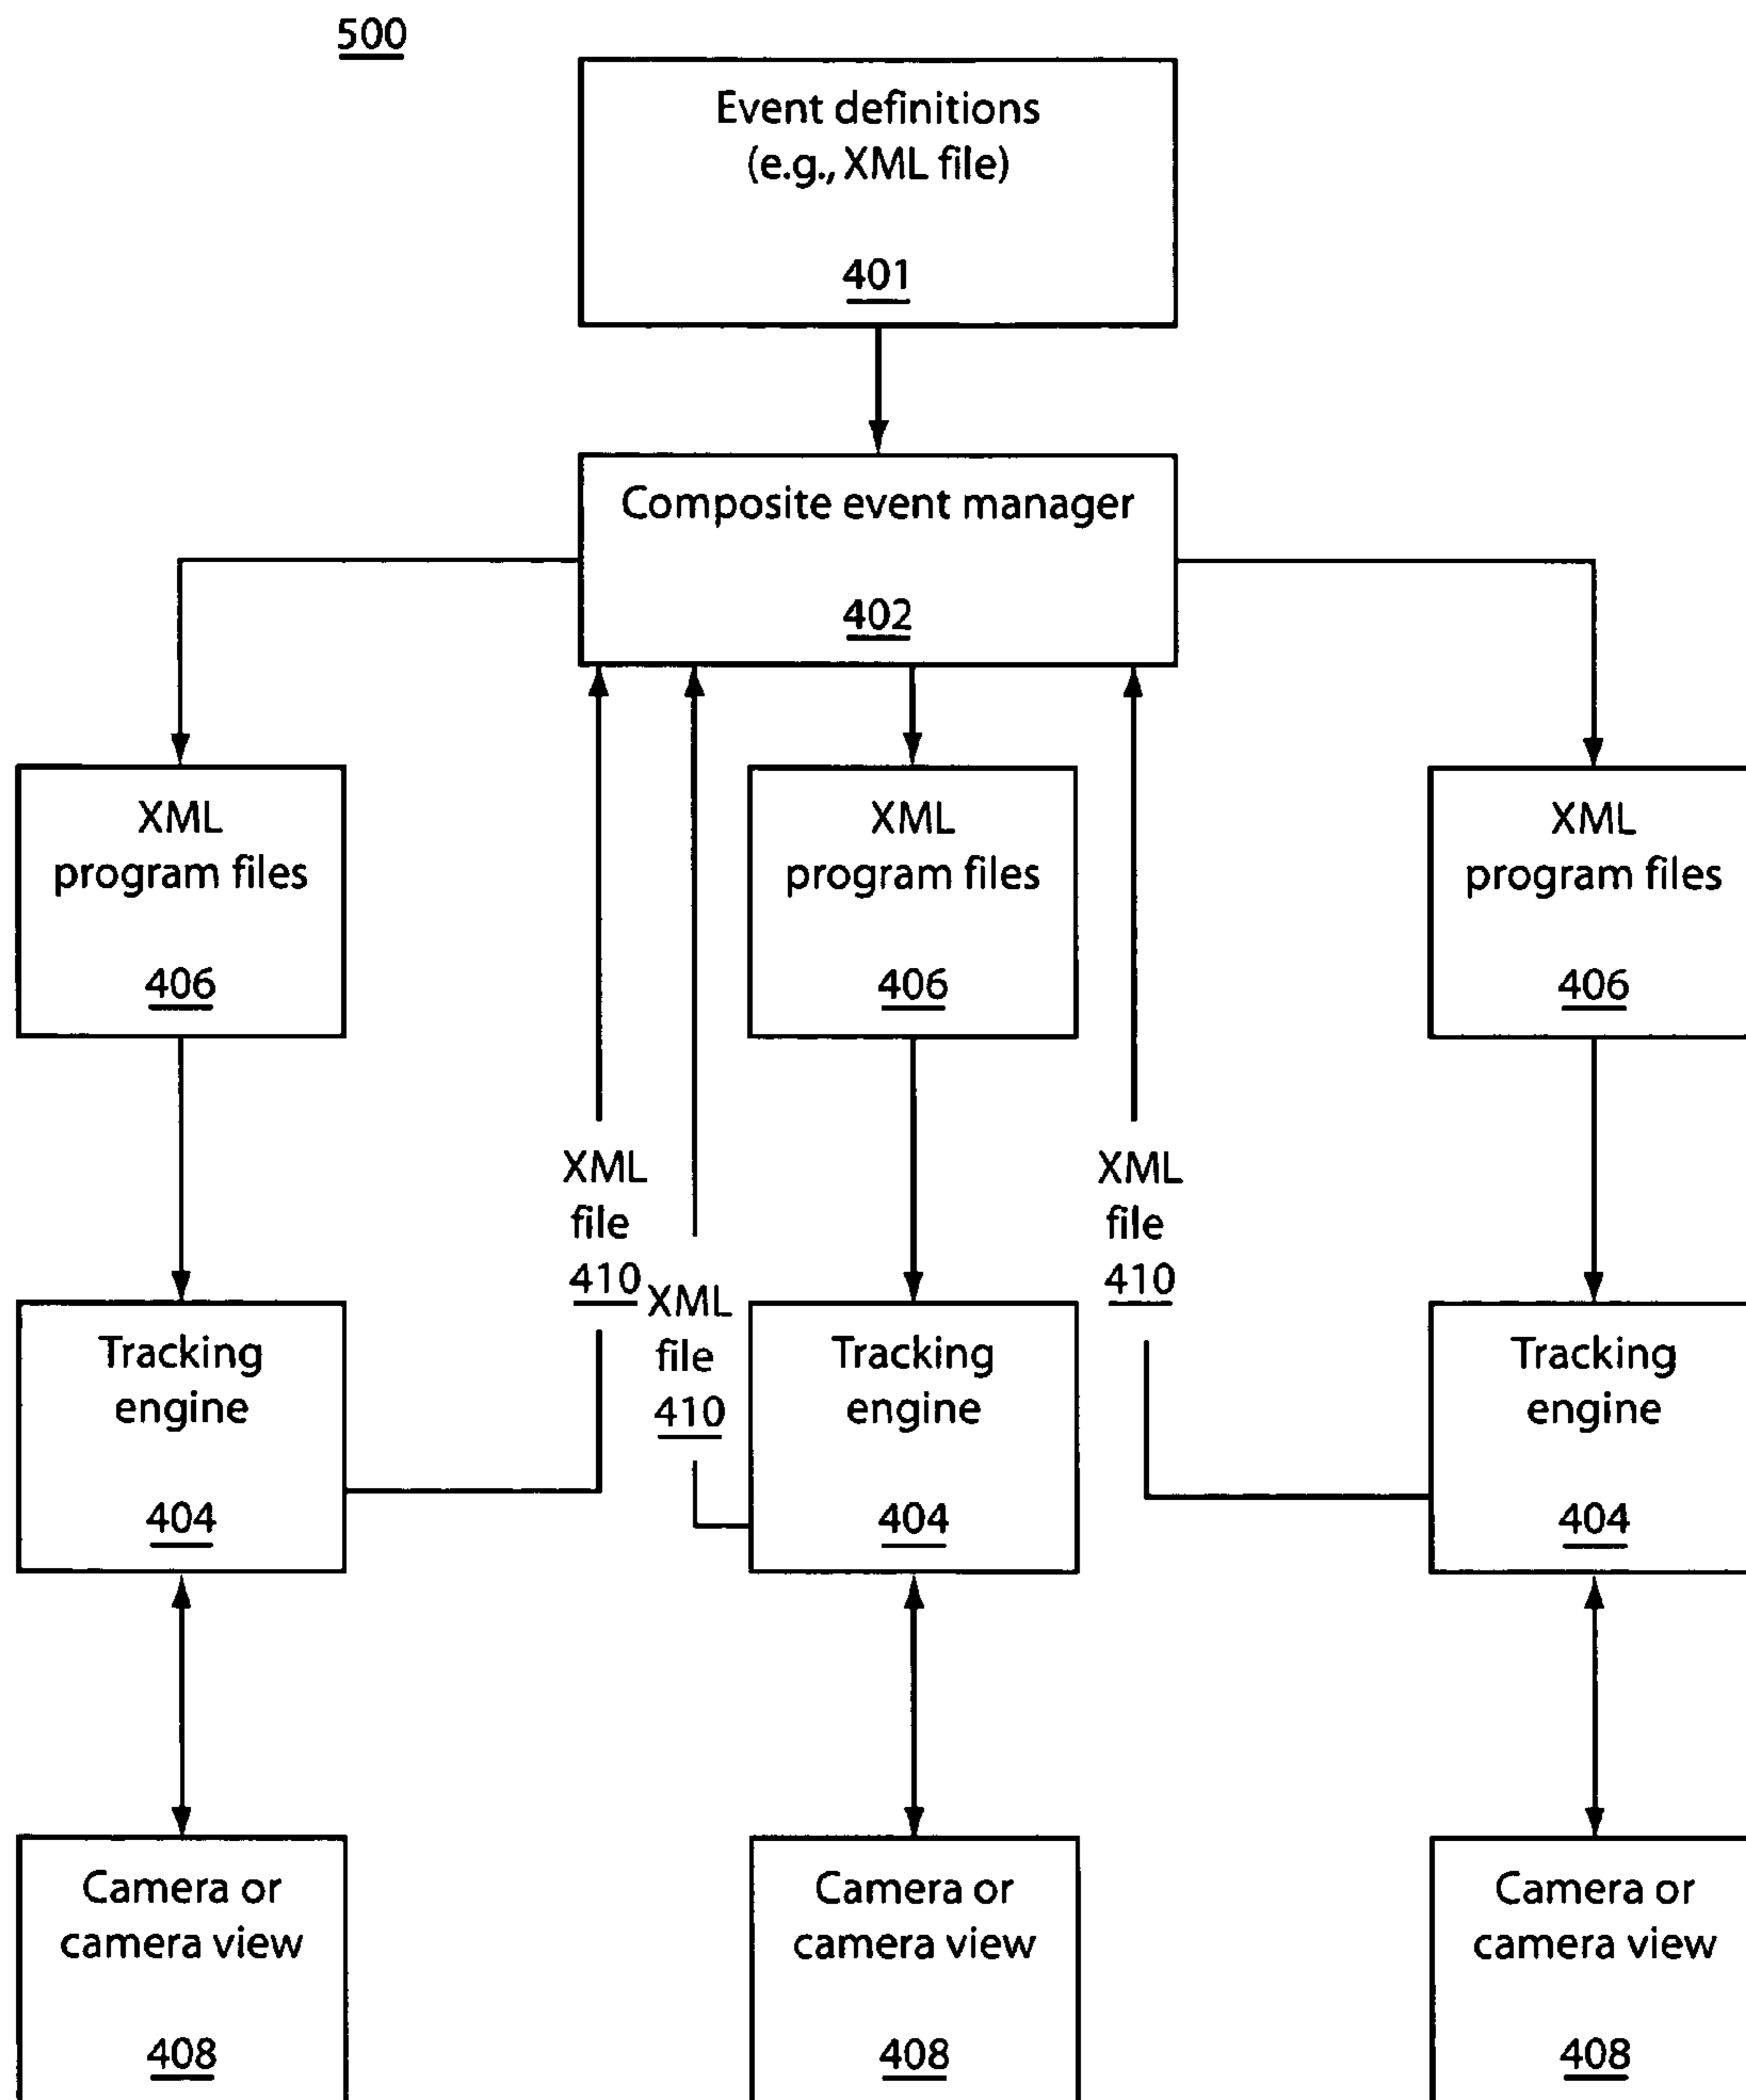 500
Event definitions
(e.g., XML file)
401
Composite event manager
402
XML
program files
406
XML
program files
406
XML
program files
406
XML
file
410
XML
file
410
XML
file
410
Tracking
engine
404
Tracking
engine
404
Tracking
engine
404
Camera or
camera view
408
Camera or
camera view
408
Camera or
camera view
408